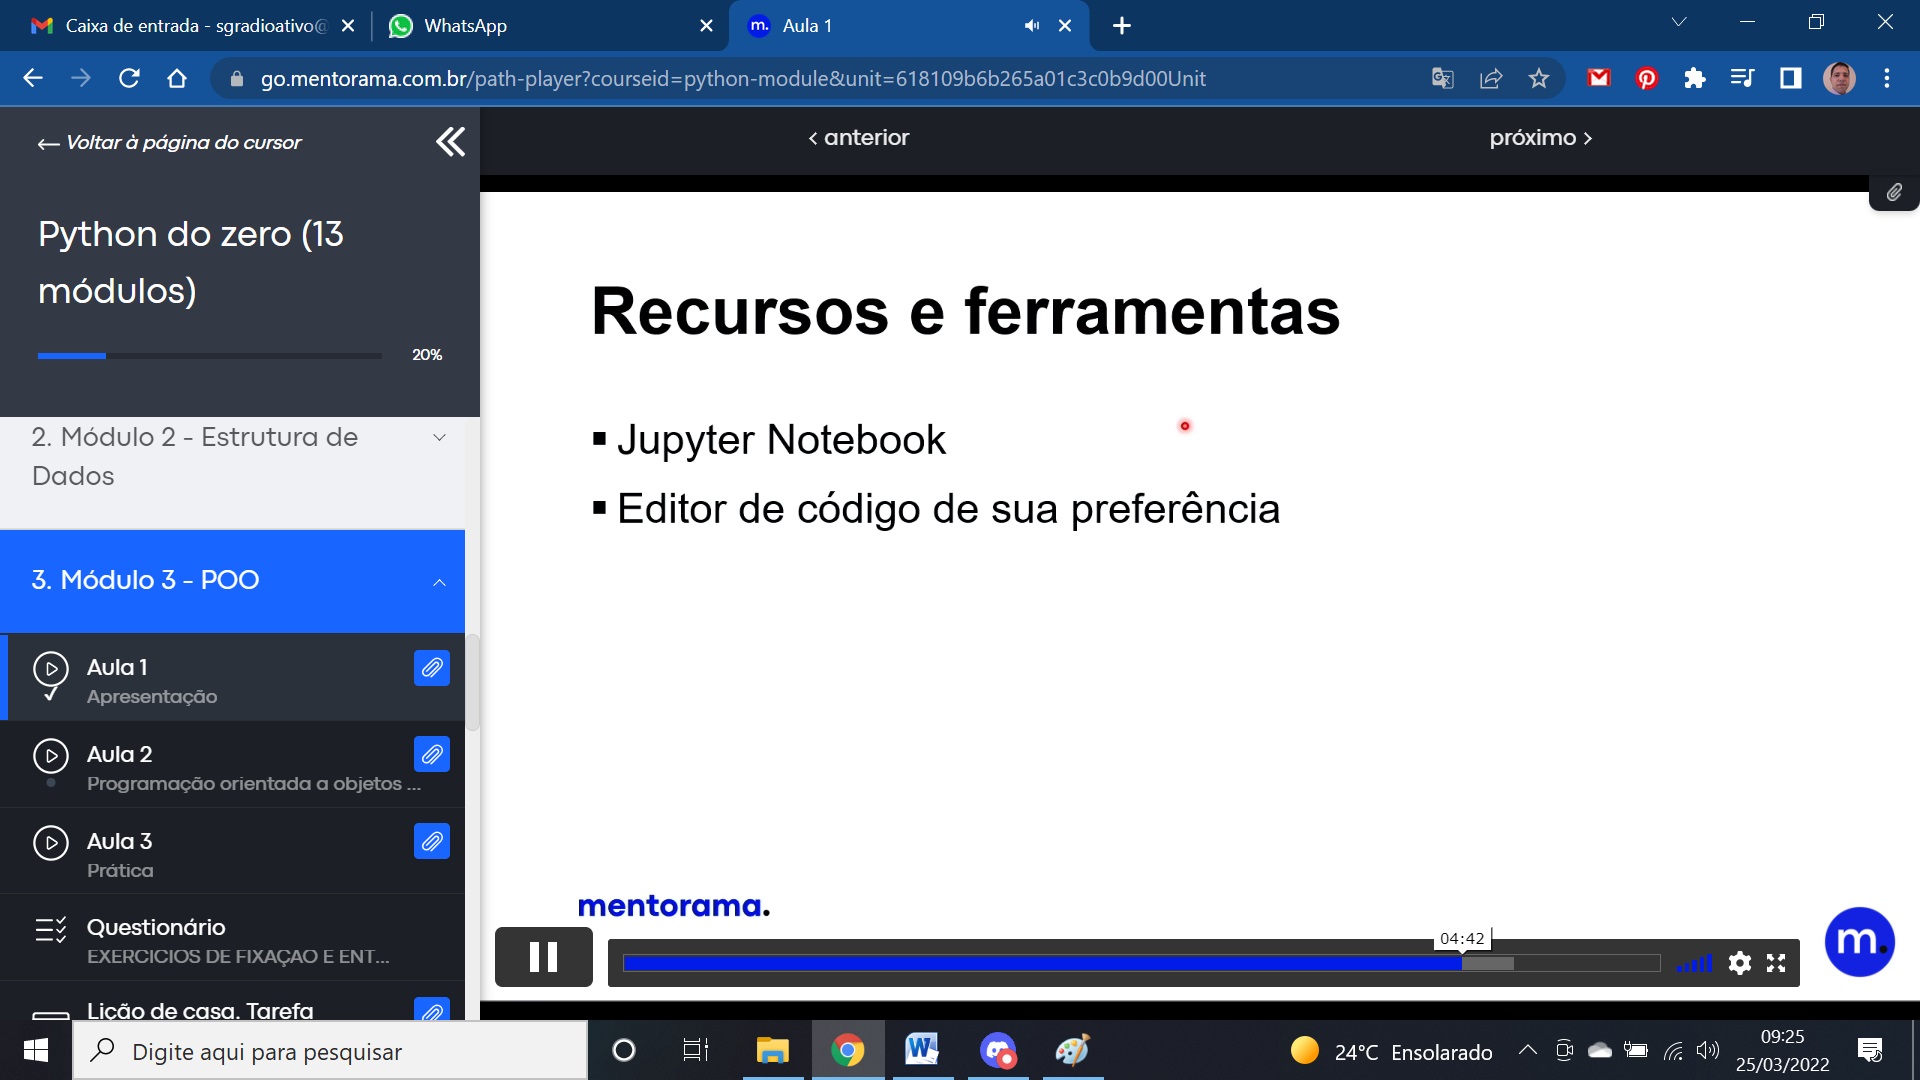 Caixa de entrada - sgradioativo@
WhatsApp
m. Aula 1
go.mentorama.com.br/path-player?courseid=python-module&unit=618109b6b265a01c3c0b9d00Unit
← Voltar à página do cursor
‹ anterior
próximo ›
Python do zero (13
módulos)
20%
2. Módulo 2 - Estrutura de
Dados
3. Módulo 3 - POO
Aula 1
Apresentação
Aula 2
Programação orientada a objetos ...
Aula 3
Prática
Questionário
EXERCICIOS DE FIXAÇAO E ENT...
Lição de casa. Tarefa
Recursos e ferramentas
▪ Jupyter Notebook
▪ Editor de código de sua preferência
mentorama.
04:42
m.
Digite aqui para pesquisar
24°C Ensolarado
09:25
25/03/2022